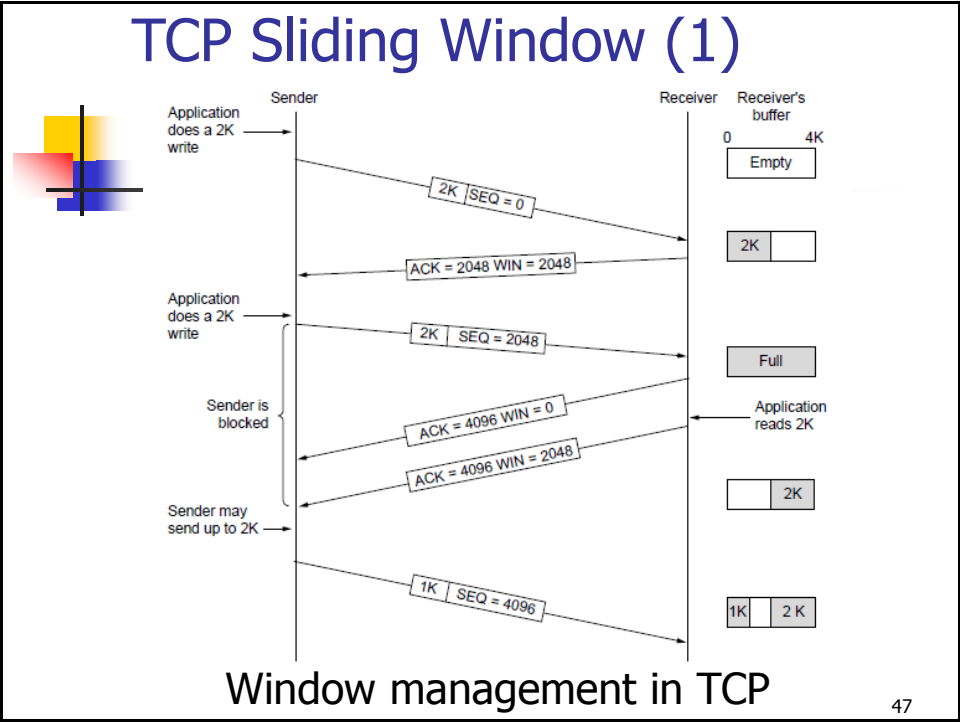 TCP Sliding Window (1)
Sender
Receiver
Receiver's
buffer
Application
does a 2K
write
0 4K
Empty
2K SEQ = 0
2K
ACK = 2048 WIN = 2048
Application
does a 2K
write
2K SEQ = 2048
Full
Sender is
blocked
Application
reads 2K
ACK = 4096 WIN = 0
ACK = 4096 WIN = 2048
2K
Sender may
send up to 2K
1K SEQ = 4096
1K 2 K
Window management in TCP
47